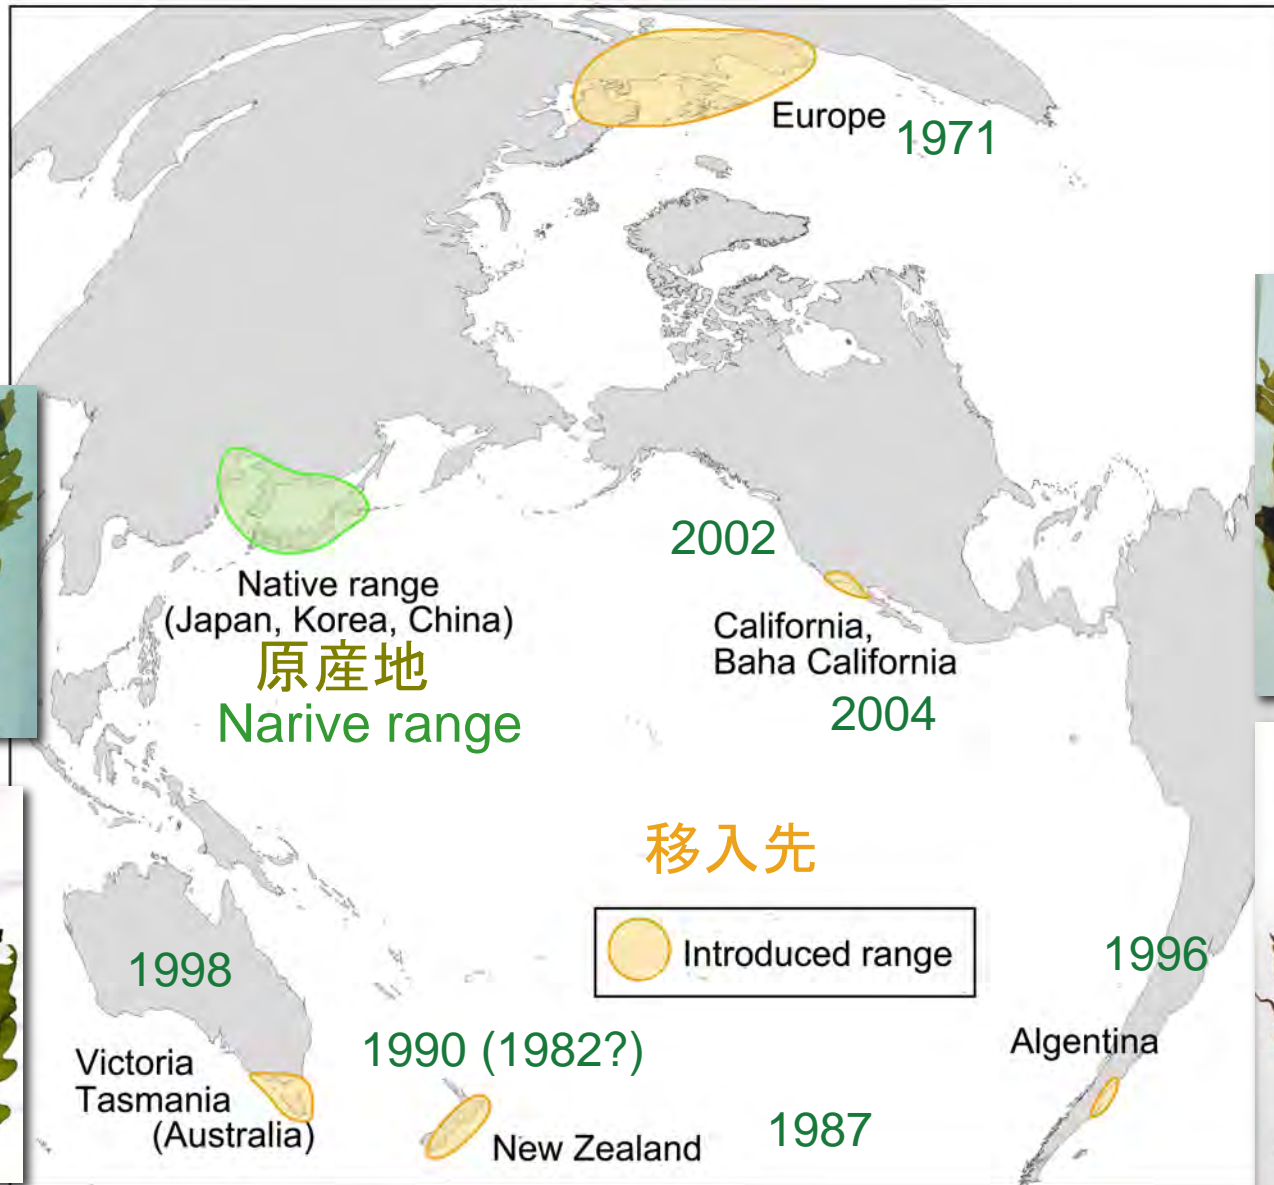 Europe
1971
2002
Native range
(Japan, Korea, China)
原産地
Narive range
California,
Baha California
2004
移入先
Introduced range
1998
1996
1990 (1982?)
Algentina
Victoria
Tasmania
(Australia)
New Zealand
1987